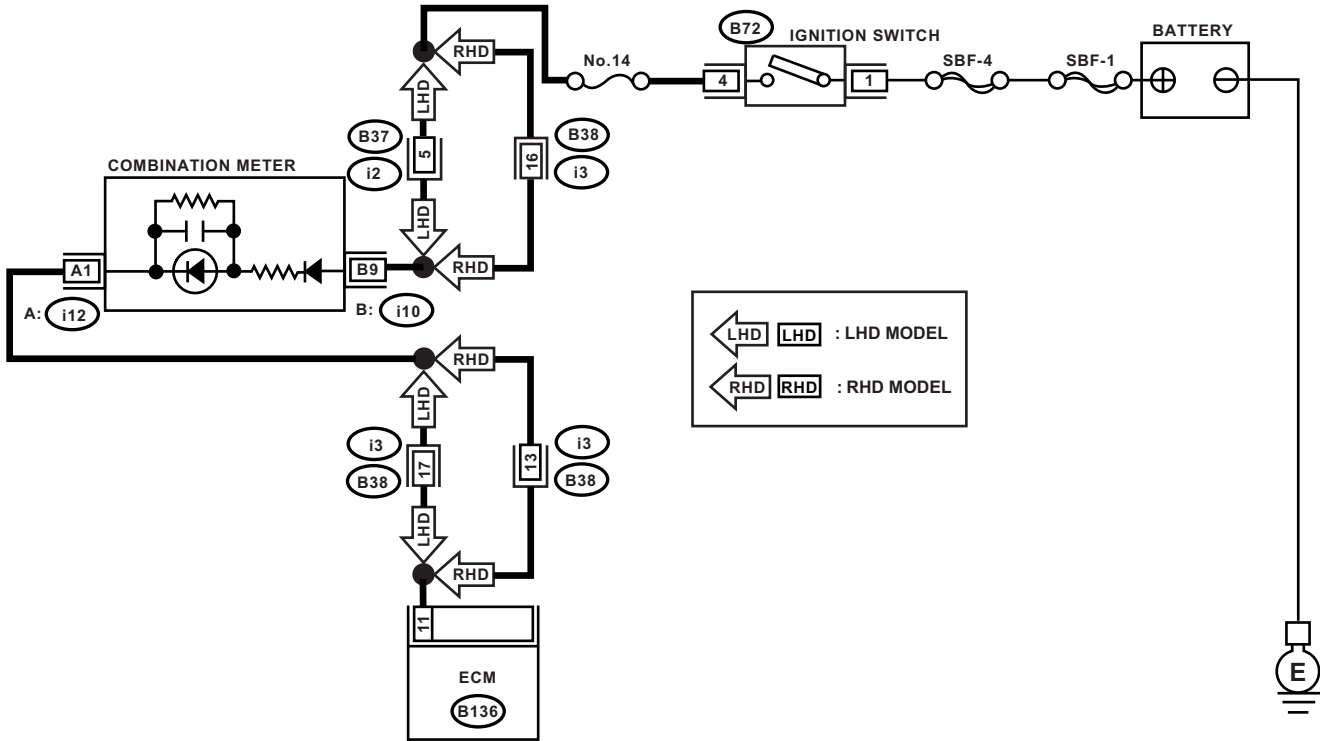 B72
IGNITION SWITCH
BATTERY
RHD
No.14
4
1
SBF-4
SBF-1
LHD
B37
i2
5
16
B38
i3
COMBINATION METER
LHD
RHD
A1
B9
A: i12
B: i10
RHD
LHD
i3
B38
17
13
i3
B38
LHD
RHD
11
ECM
B136
LHD LHD : LHD MODEL
RHD RHD : RHD MODEL
E